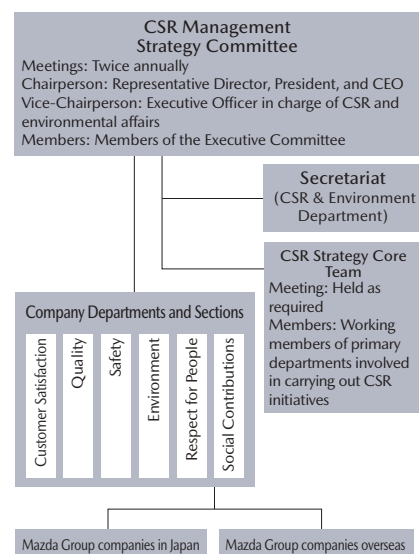 CSR Management
Strategy Committee
Meetings: Twice annually
Chairperson: Representative Director, President, and CEO
Vice-Chairperson: Executive Officer in charge of CSR and
environmental affairs
Members: Members of the Executive Committee
Secretariat
(CSR & Environment
Department)
CSR Strategy Core
Team
Meeting: Held as
required
Members: Working
members of primary
departments involved
in carrying out CSR
initiatives
Company Departments and Sections
Customer Satisfaction
Quality
Safety
Environment
Respect for People
Social Contributions
Mazda Group companies in Japan
Mazda Group companies overseas